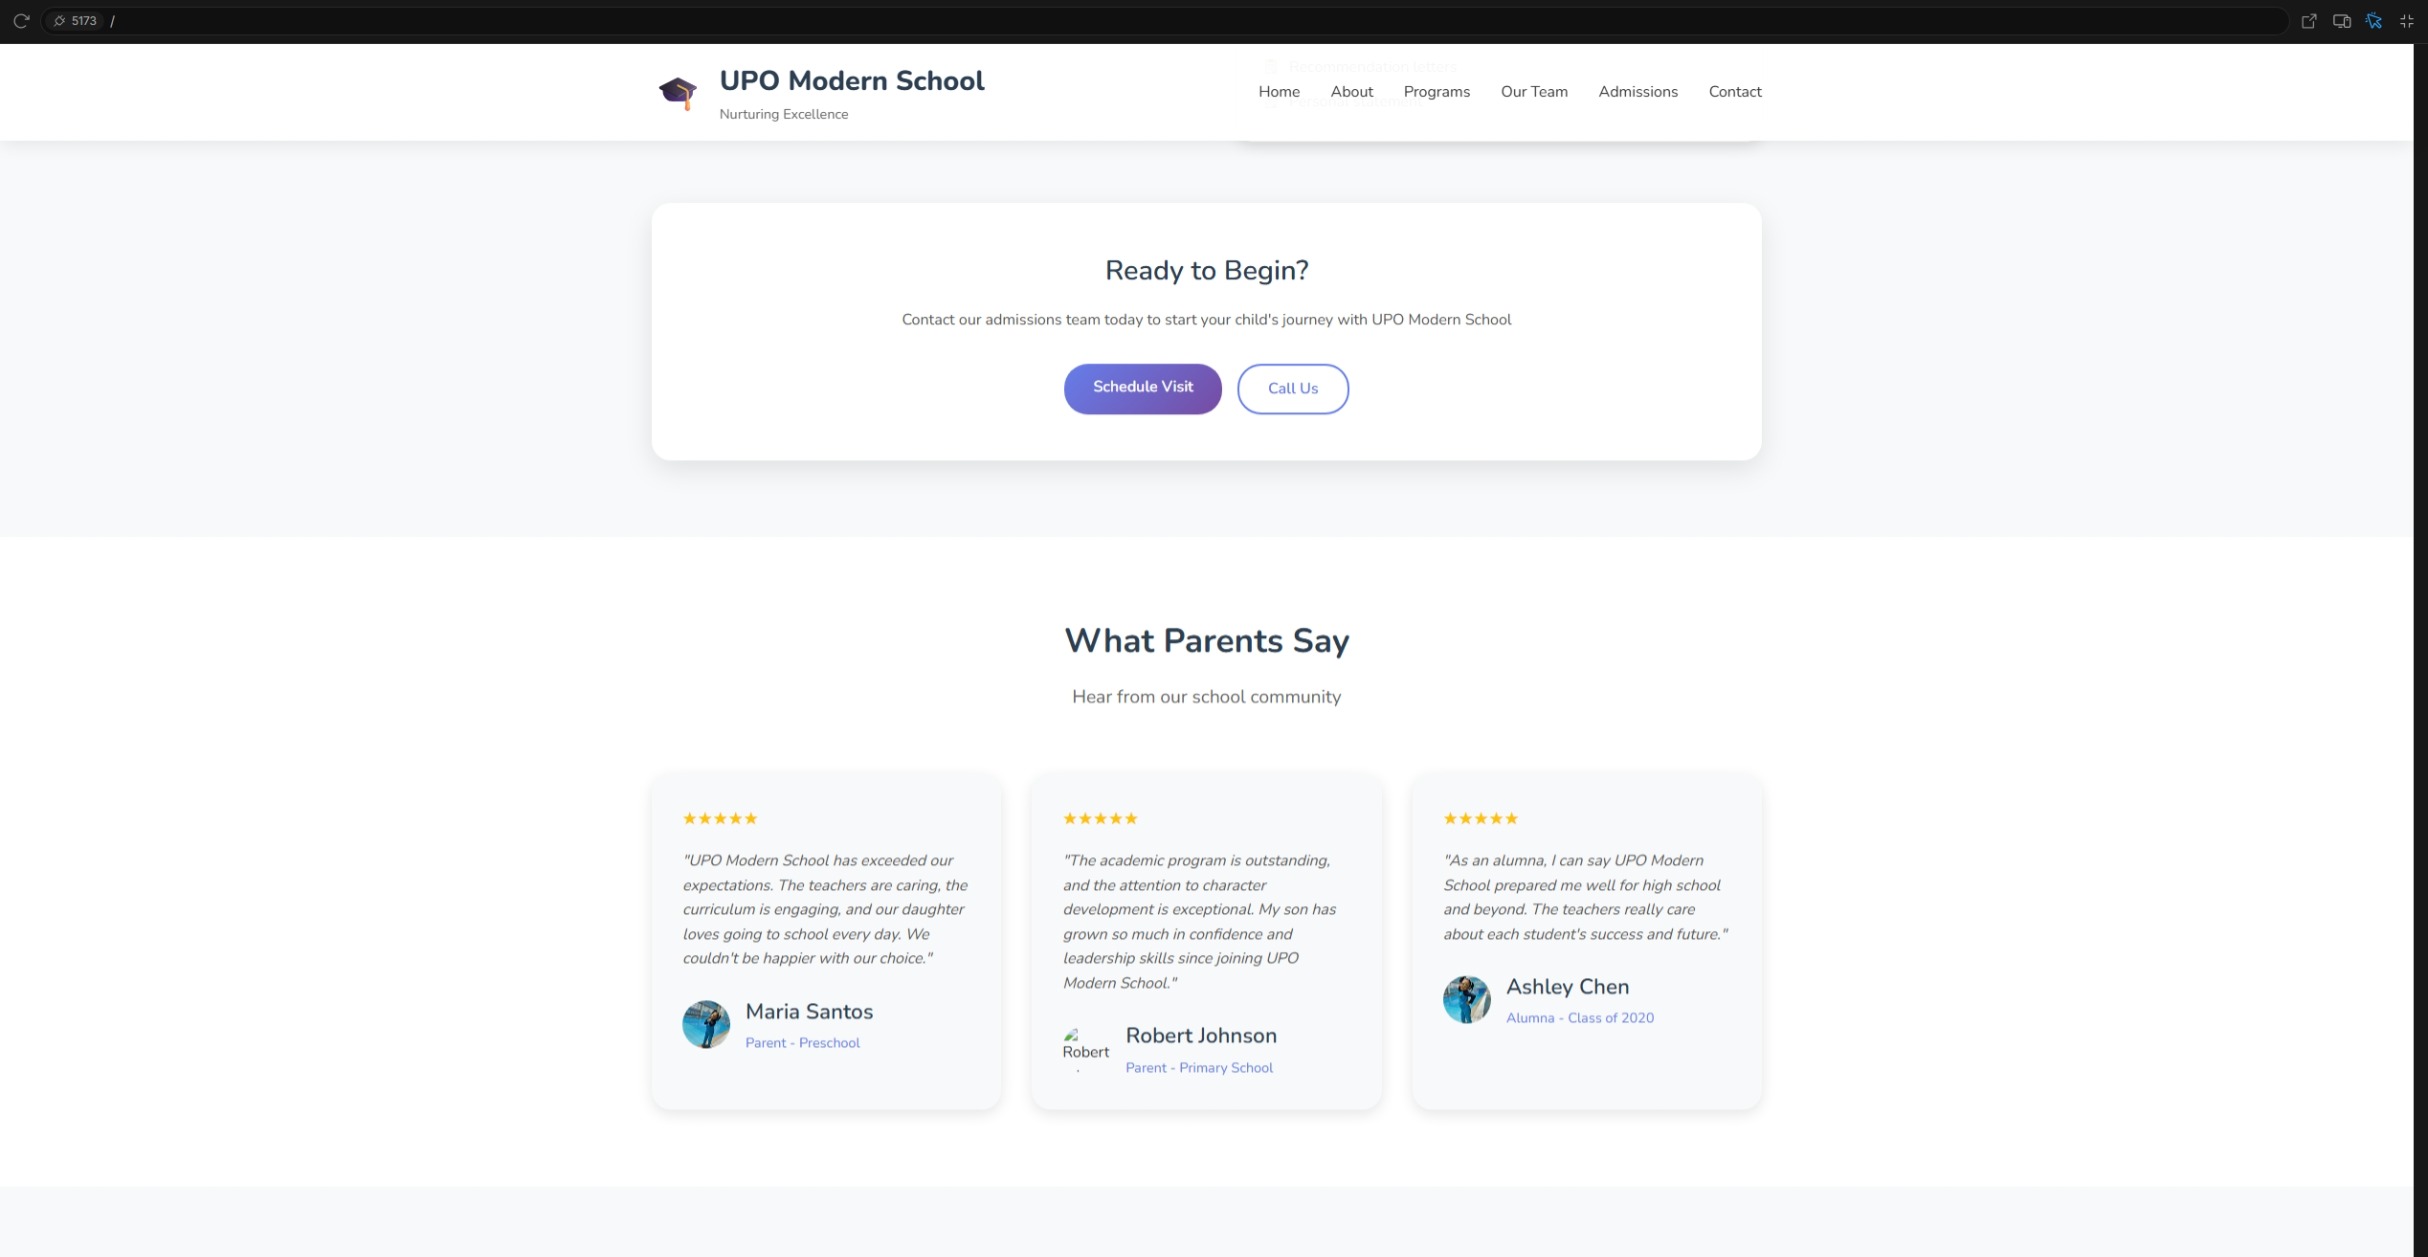 5173 /
UPO Modern School
Nurturing Excellence
Recommendation letters
Home About Programs Our Team Admissions Contact
Ready to Begin?
Contact our admissions team today to start your child's journey with UPO Modern School
Schedule Visit Call Us
What Parents Say
Hear from our school community
★★★★★
"UPO Modern School has exceeded our
expectations. The teachers are caring, the
curriculum is engaging, and our daughter
loves going to school every day. We
couldn't be happier with our choice."
Maria Santos
Parent - Preschool
★★★★★
"The academic program is outstanding,
and the attention to character
development is exceptional. My son has
grown so much in confidence and
leadership skills since joining UPO
Modern School."
Robert
Robert Johnson
Parent - Primary School
★★★★★
"As an alumna, I can say UPO Modern
School prepared me well for high school
and beyond. The teachers really care
about each student's success and future."
Ashley Chen
Alumna - Class of 2020